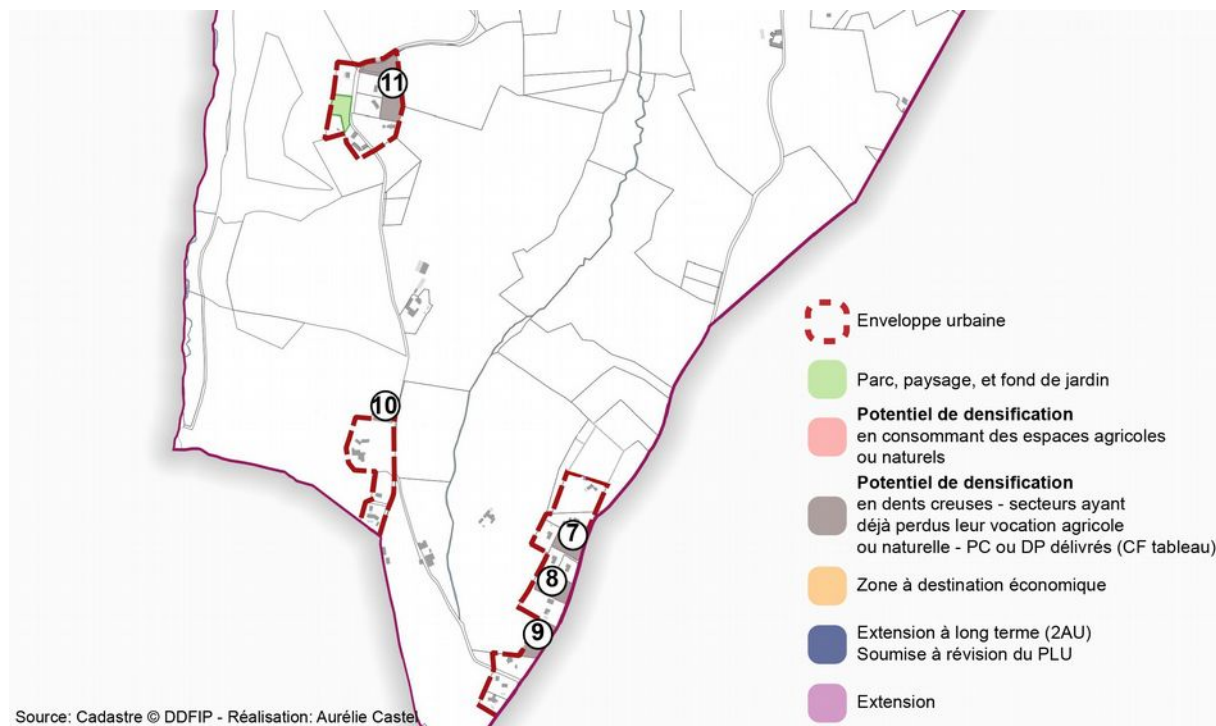 11
10
7
8
9
Enveloppe urbaine
Parc, paysage, et fond de jardin
Potentiel de densification
en consommant des espaces agricoles
ou naturels
Potentiel de densification
en dents creuses - secteurs ayant
déjà perdus leur vocation agricole
ou naturelle - PC ou DP délivrés (CF tableau)
Zone à destination économique
Extension à long terme (2AU)
Soumise à révision du PLU
Extension
Source: Cadastre © DDFIP - Réalisation: Aurélie Castel